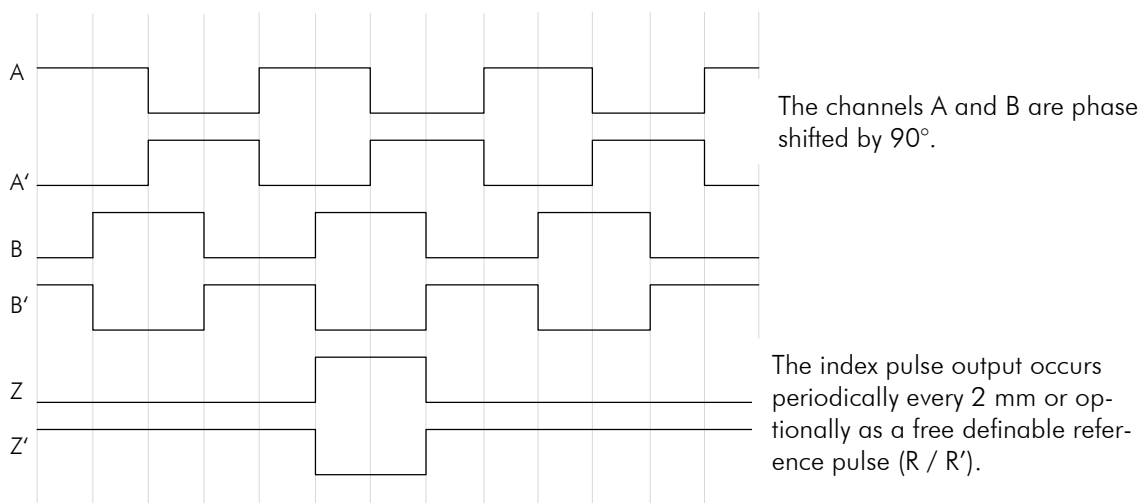 A
The channels A and B are phase
shifted by 90°.
A‘
B
B‘
The index pulse output occurs
periodically every 2 mm or op-
tionally as a free definable refer-
ence pulse (R / R’).
Z
Z‘